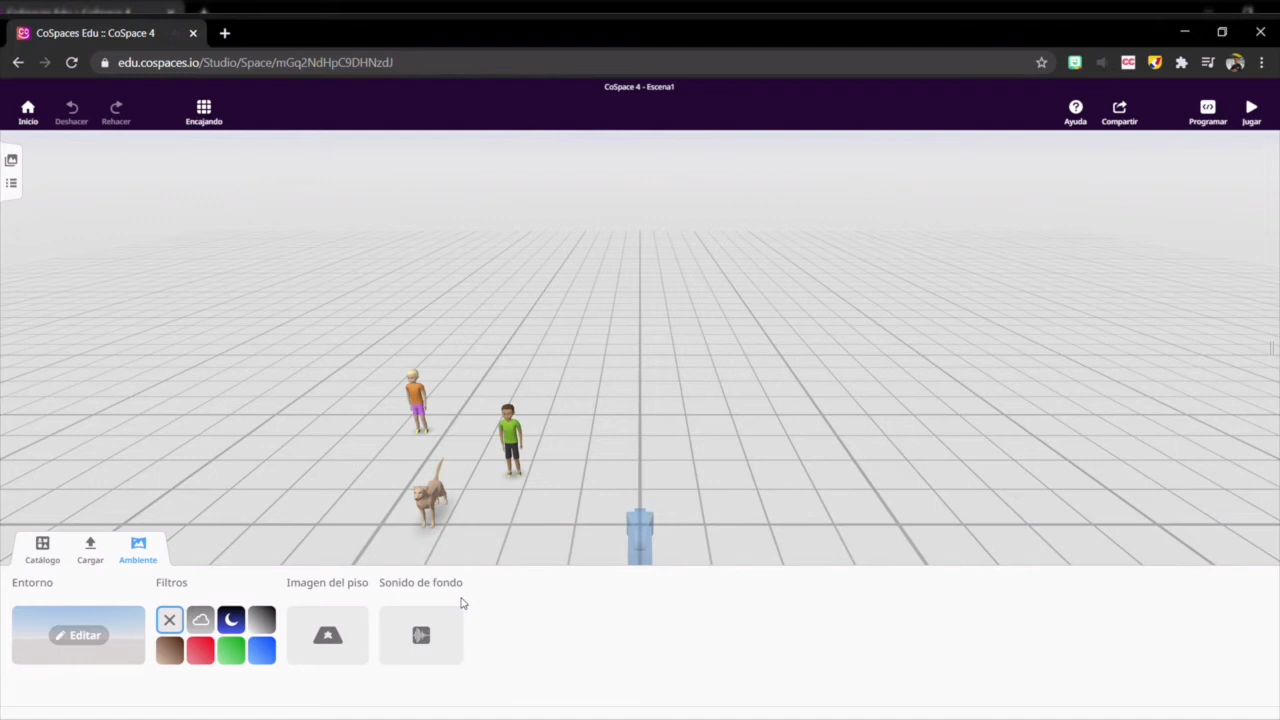 CoSpaces Edu :: CoSpace 4
edu.cospaces.io/Studio/Space/mGq2NdHpC9DHNzdJ
CoSpace 4 - Escena1
Inicio
Deshacer
Rehacer
Encajando
Ayuda
Compartir
Programar
Jugar
Catálogo
Cargar
Ambiente
Entorno
Filtros
Imagen del piso
Sonido de fondo
Editar